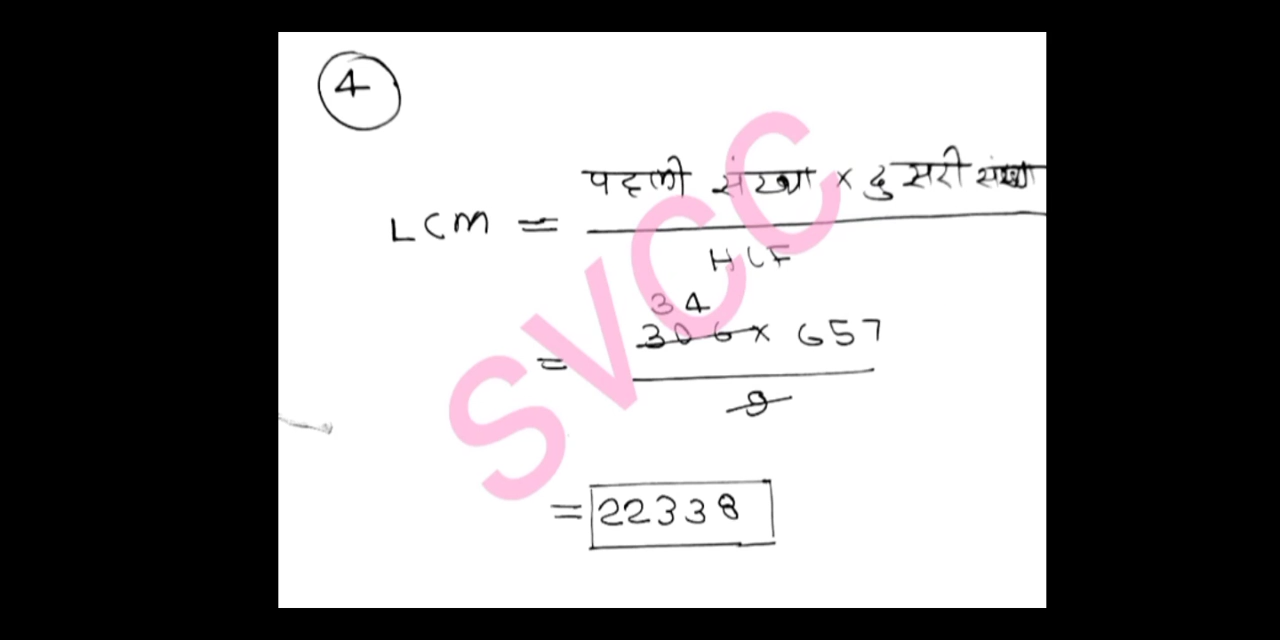 4
पहली संख्या × दुसरी संख्या
LCM =
HCF
34
= 306 × 657
9
= 22338
SVCC